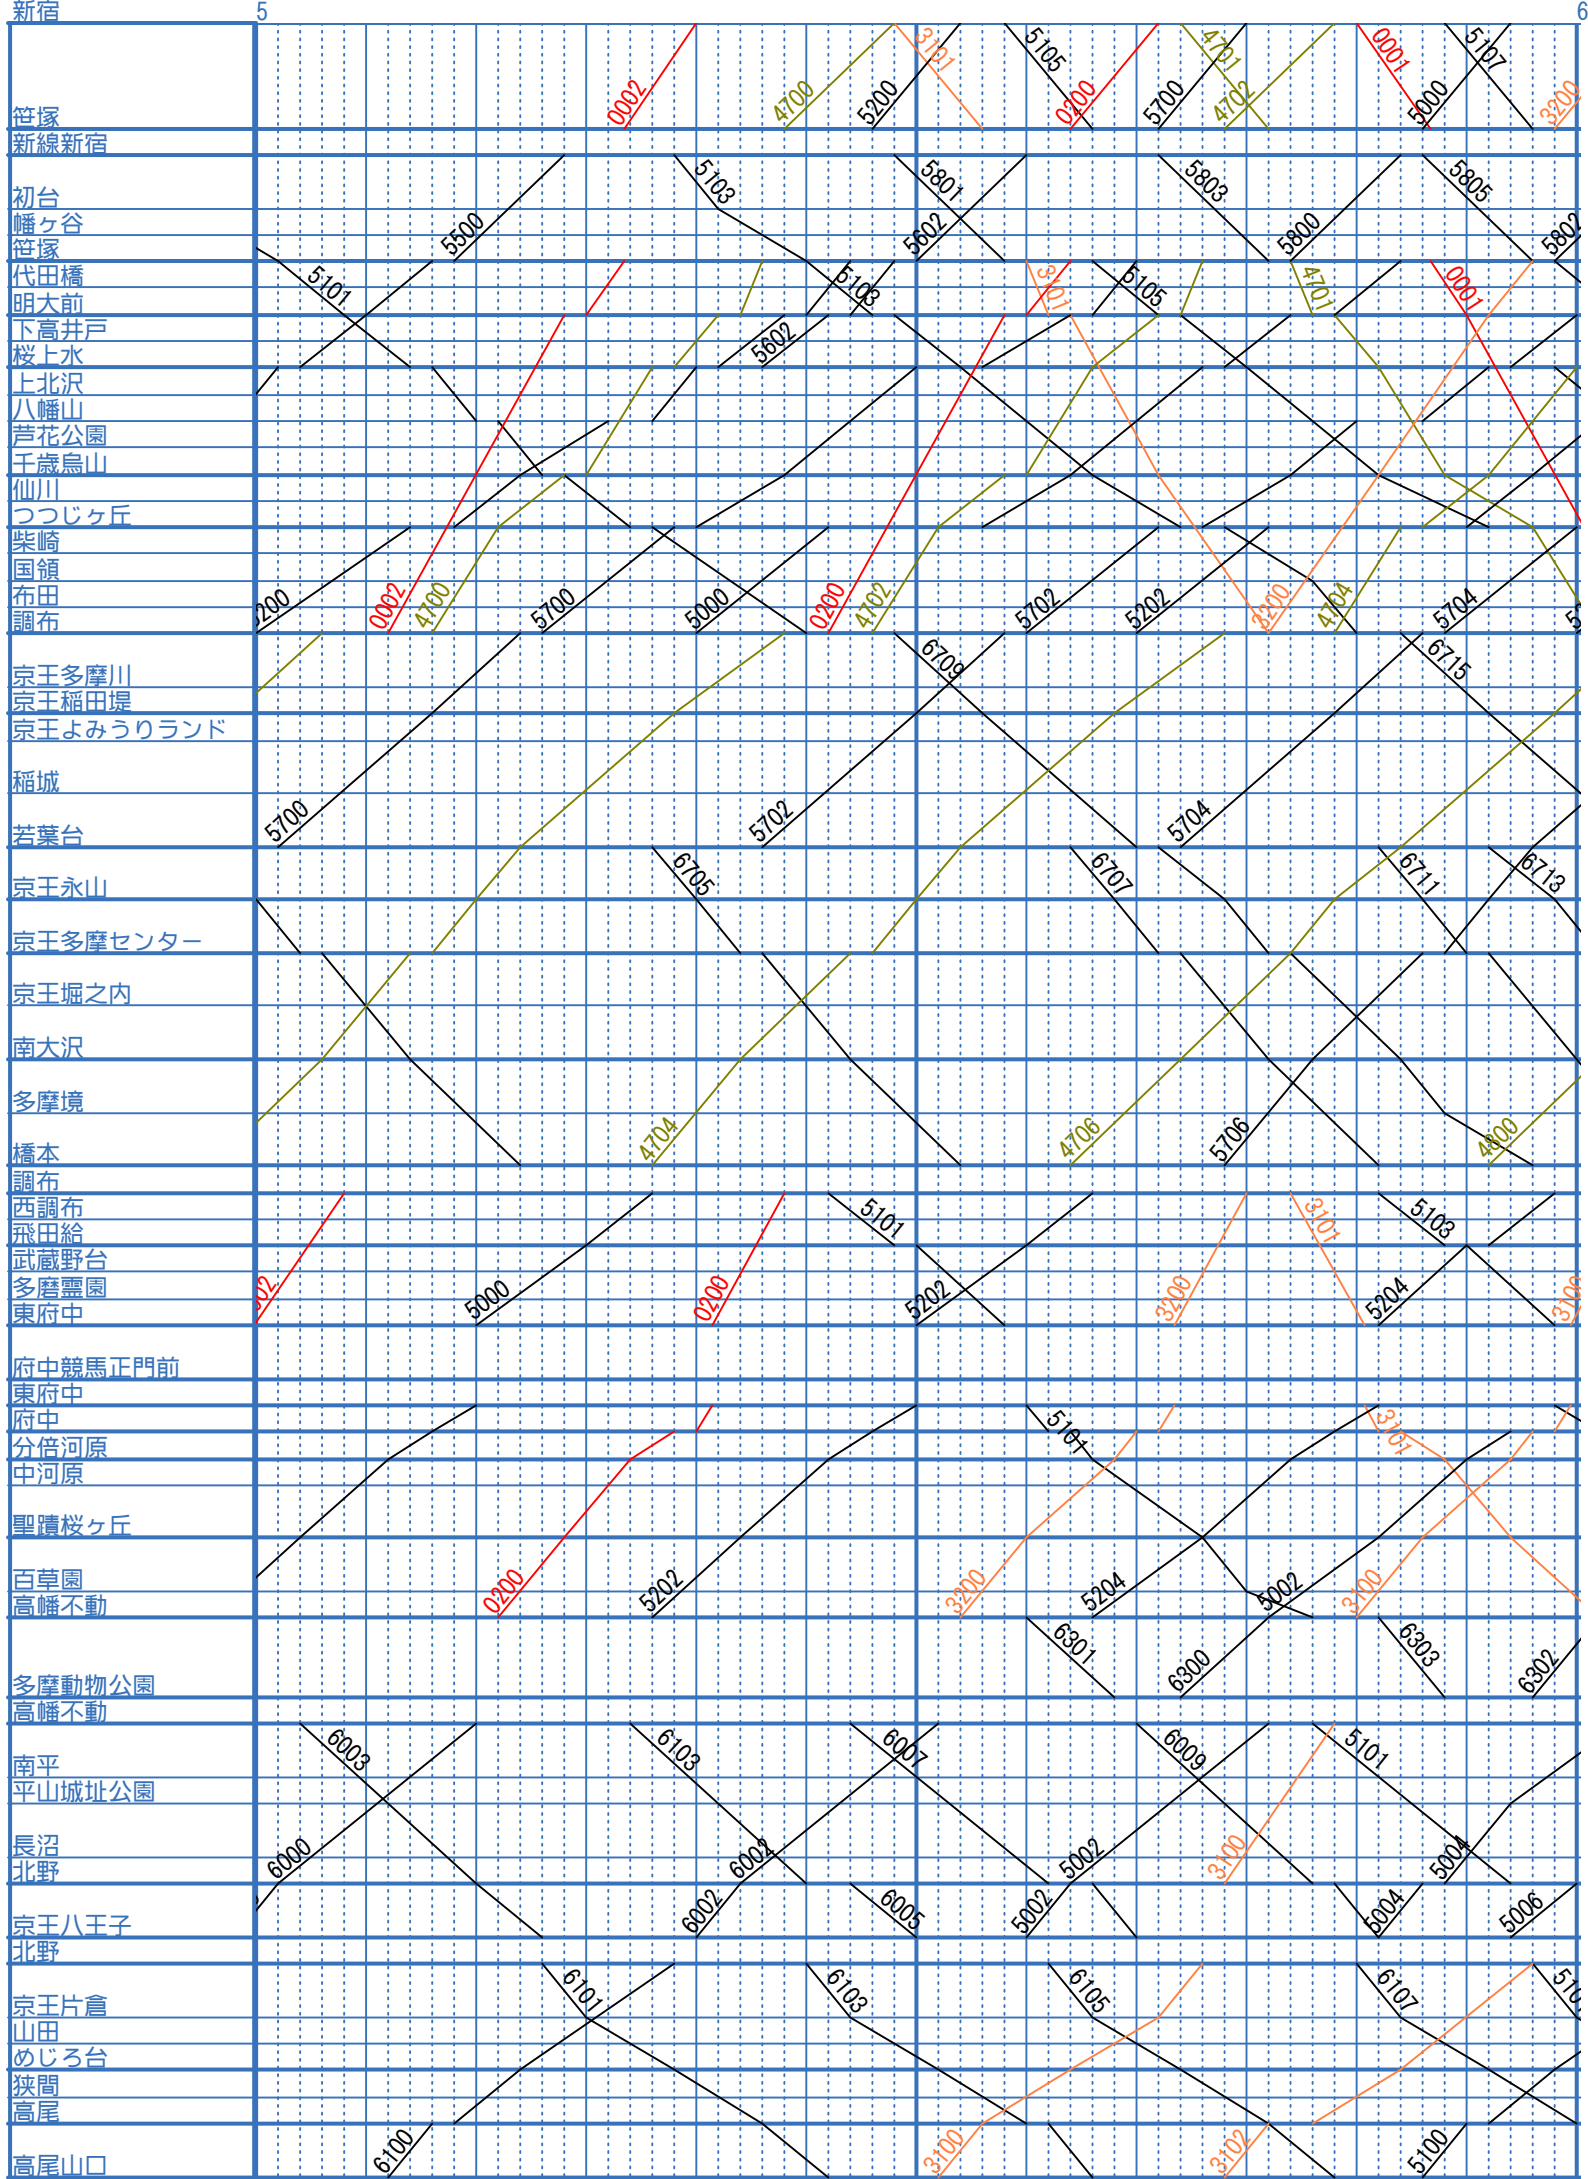 新宿 5 6
0002 4700 5200 3101 5105 0200 5700 4701 4702 0001 5000 5107 3200
笹塚
新線新宿
5500 5103 5801 5602 5803 5800 5805 5802
初台
幡ヶ谷
笹塚
5101 5103 3101 5105 4701 0001
代田橋
明大前
5602
下高井戸
桜上水
上北沢
八幡山
芦花公園
千歳烏山
仙川
つつじヶ丘
柴崎
国領
布田
200 0002 4700 5700 5000 0200 4702 5702 5202 3200 4704 5704
調布
6709 6715
京王多摩川
京王稲田堤
京王よみうりランド
稲城
5700 5702 5704
若葉台
6705 6707 6711 6713
京王永山
京王多摩センター
京王堀之内
南大沢
多摩境
4704 4706 5706 4800
橋本
調布
5101 3101 5103
西調布
飛田給
武蔵野台
多磨霊園
002 5000 0200 5202 3200 5204 3100
東府中
府中競馬正門前
東府中
5101 3101
府中
分倍河原
中河原
聖蹟桜ヶ丘
百草園
0200 5202 3200 5204 5002 3100
高幡不動
6301 6300 6303 6302
多摩動物公園
高幡不動
6003 6103 6007 6009 5101
南平
平山城址公園
長沼
6000 6002 5002 3100 5004
北野
6002 6005 5002 5004 5006
京王八王子
北野
6101 6103 6105 6107 510
京王片倉
山田
めじろ台
狭間
高尾
6100 3100 3102 5100
高尾山口